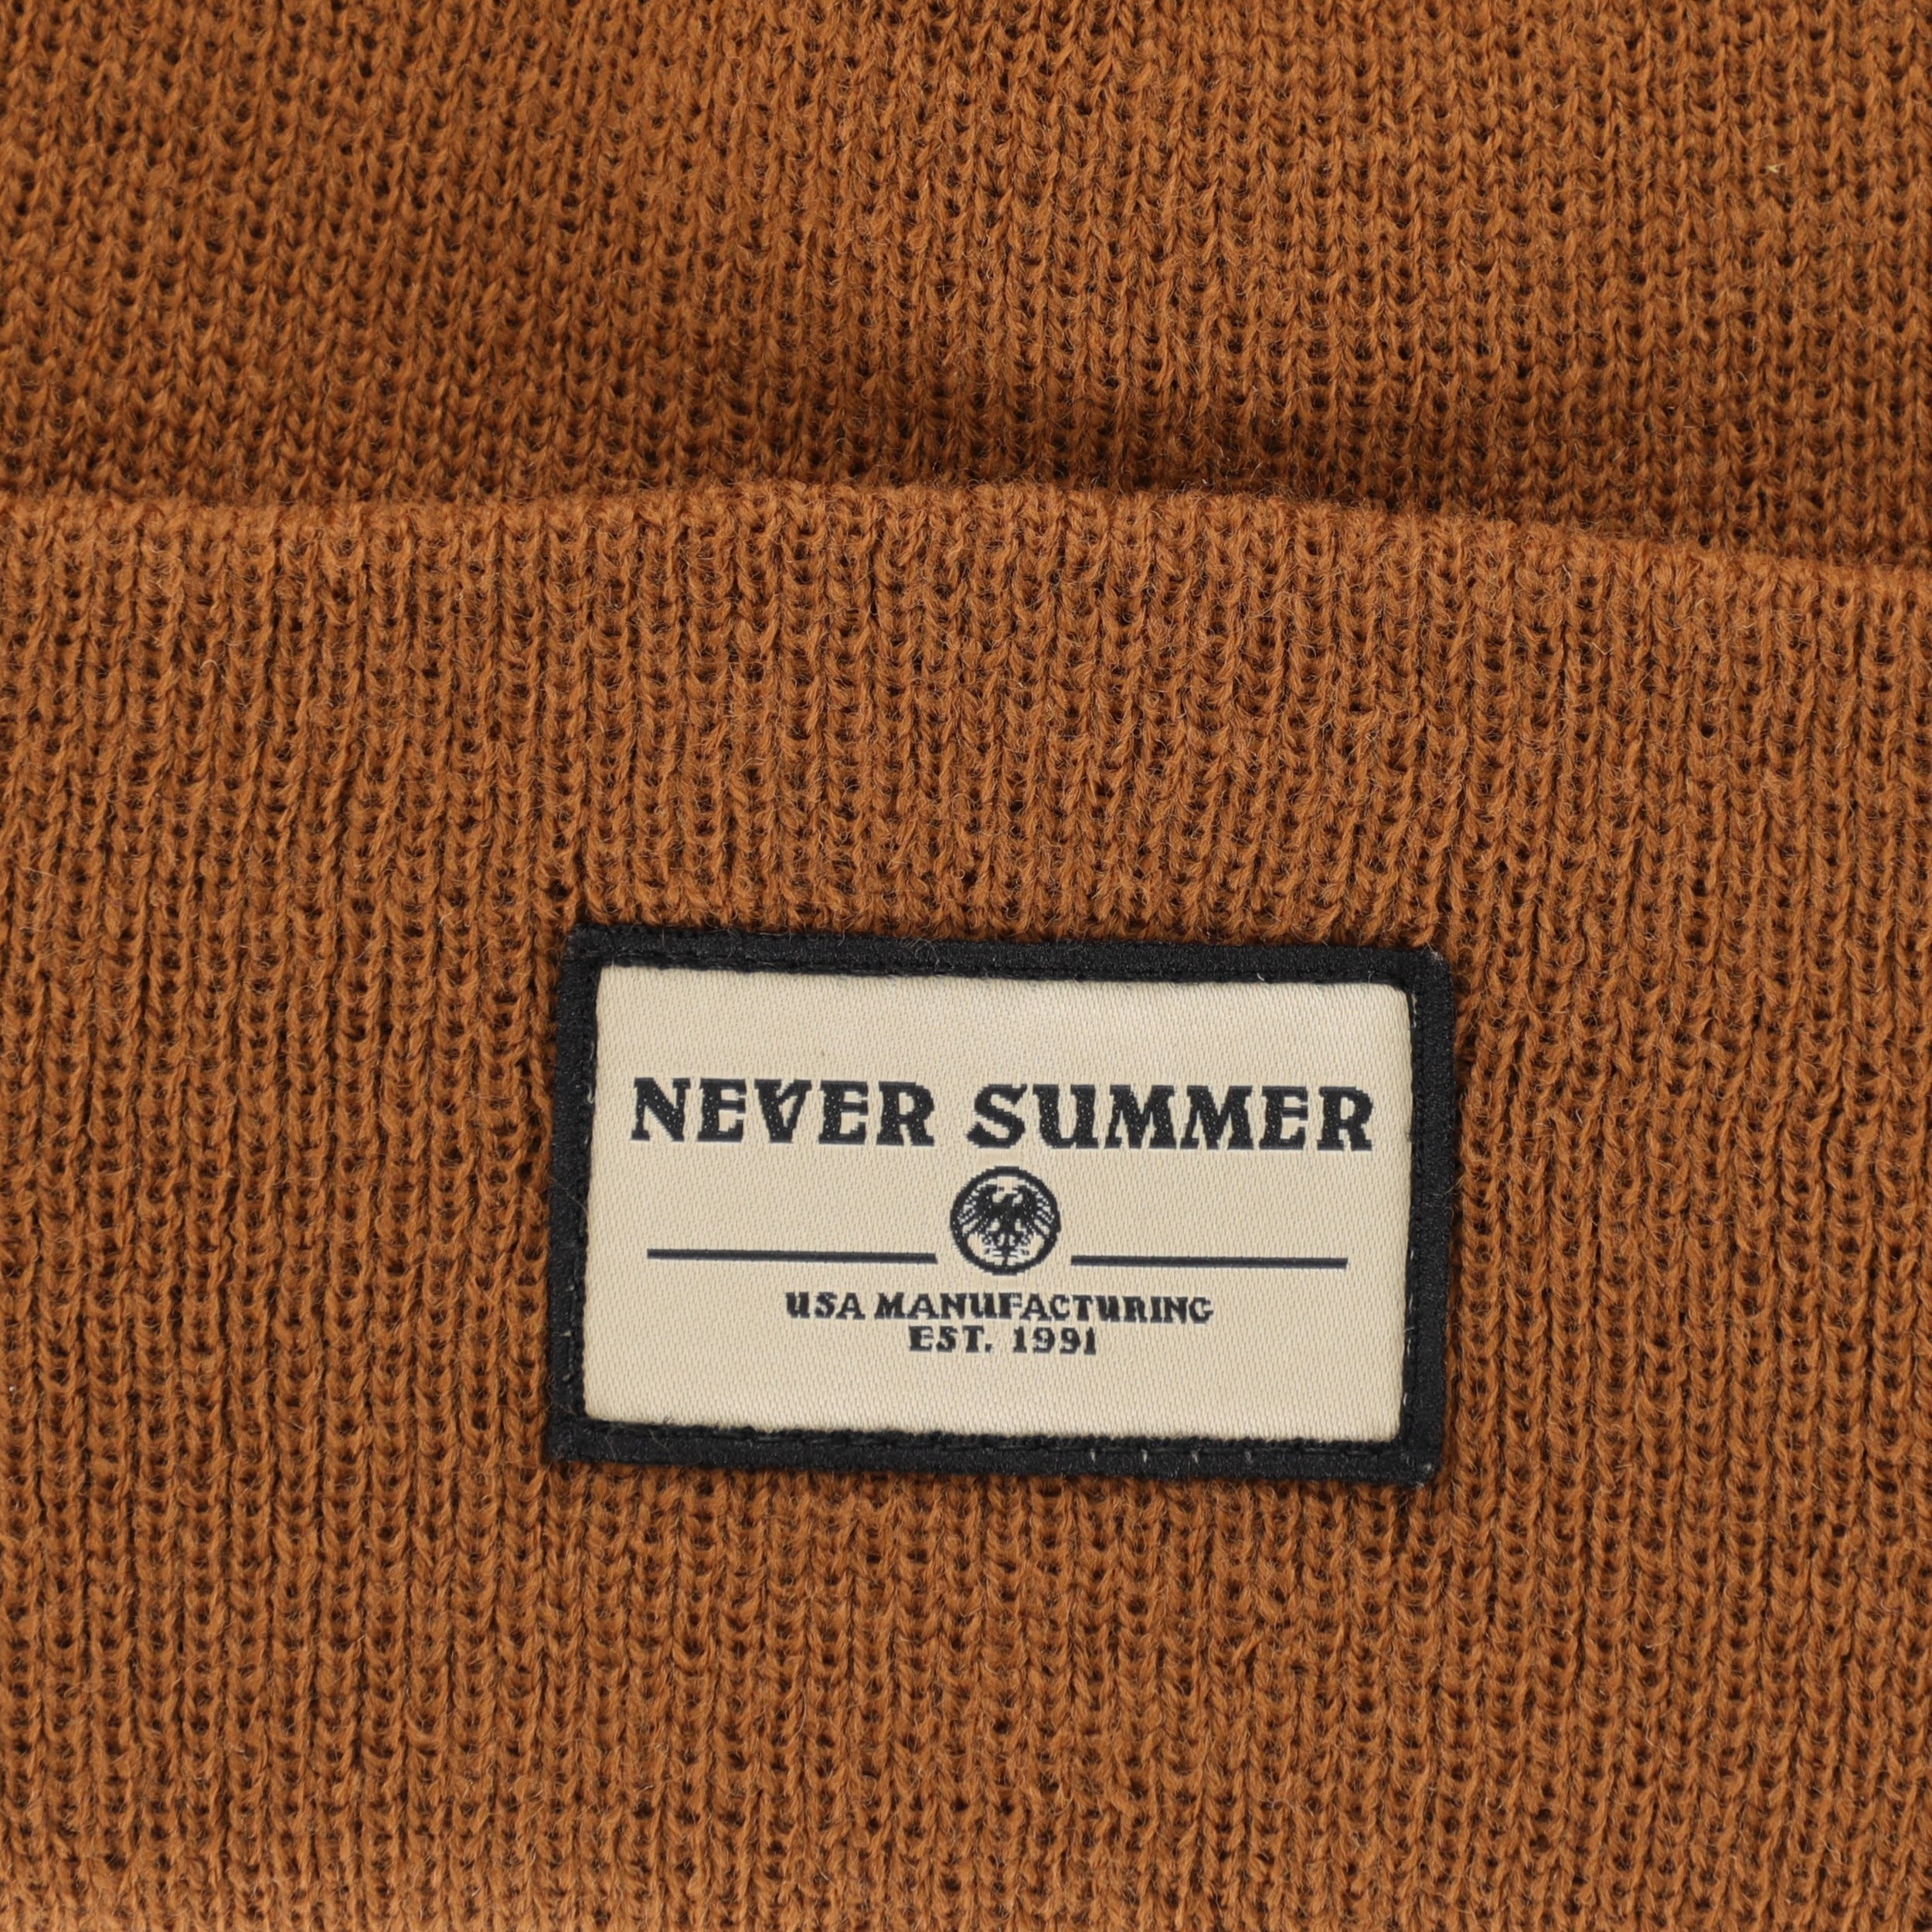 NEVER SUMMER
USA MANUFACTURING
EST. 1991